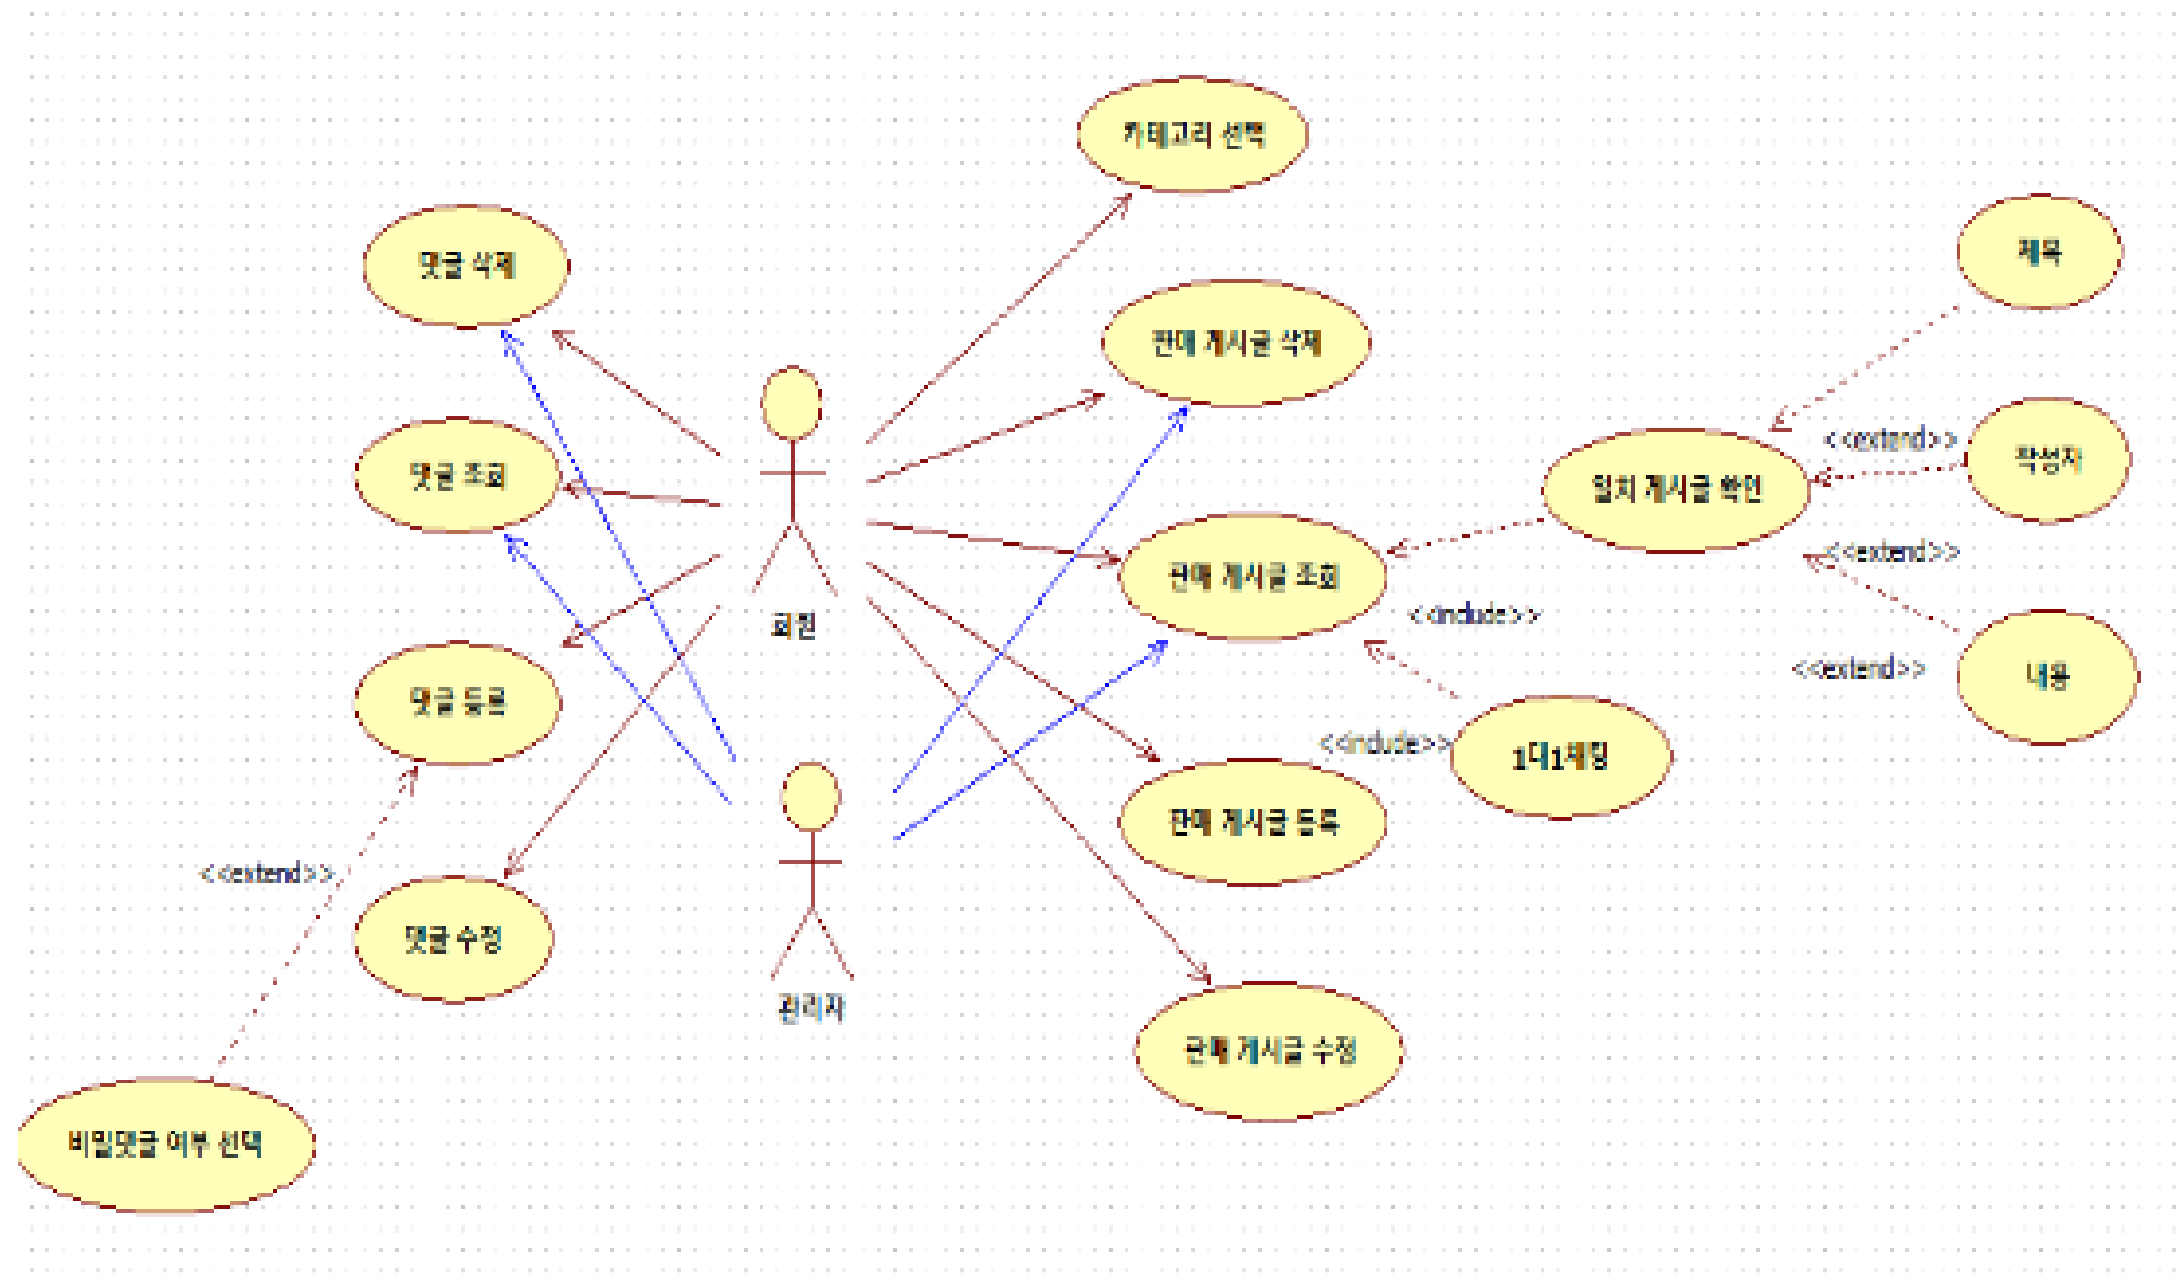 카테고리 선택
댓글 삭제
제목
판매 게시글 삭제
<<extend>>
작성자
댓글 조회
일치 게시글 확인
<<extend>>
판매 게시글 조회
<<include>>
회원
<<extend>>
내용
댓글 등록
<<include>>
1대1채팅
판매 게시글 등록
<<extend>>
댓글 수정
관리자
판매 게시글 수정
비밀댓글 여부 선택